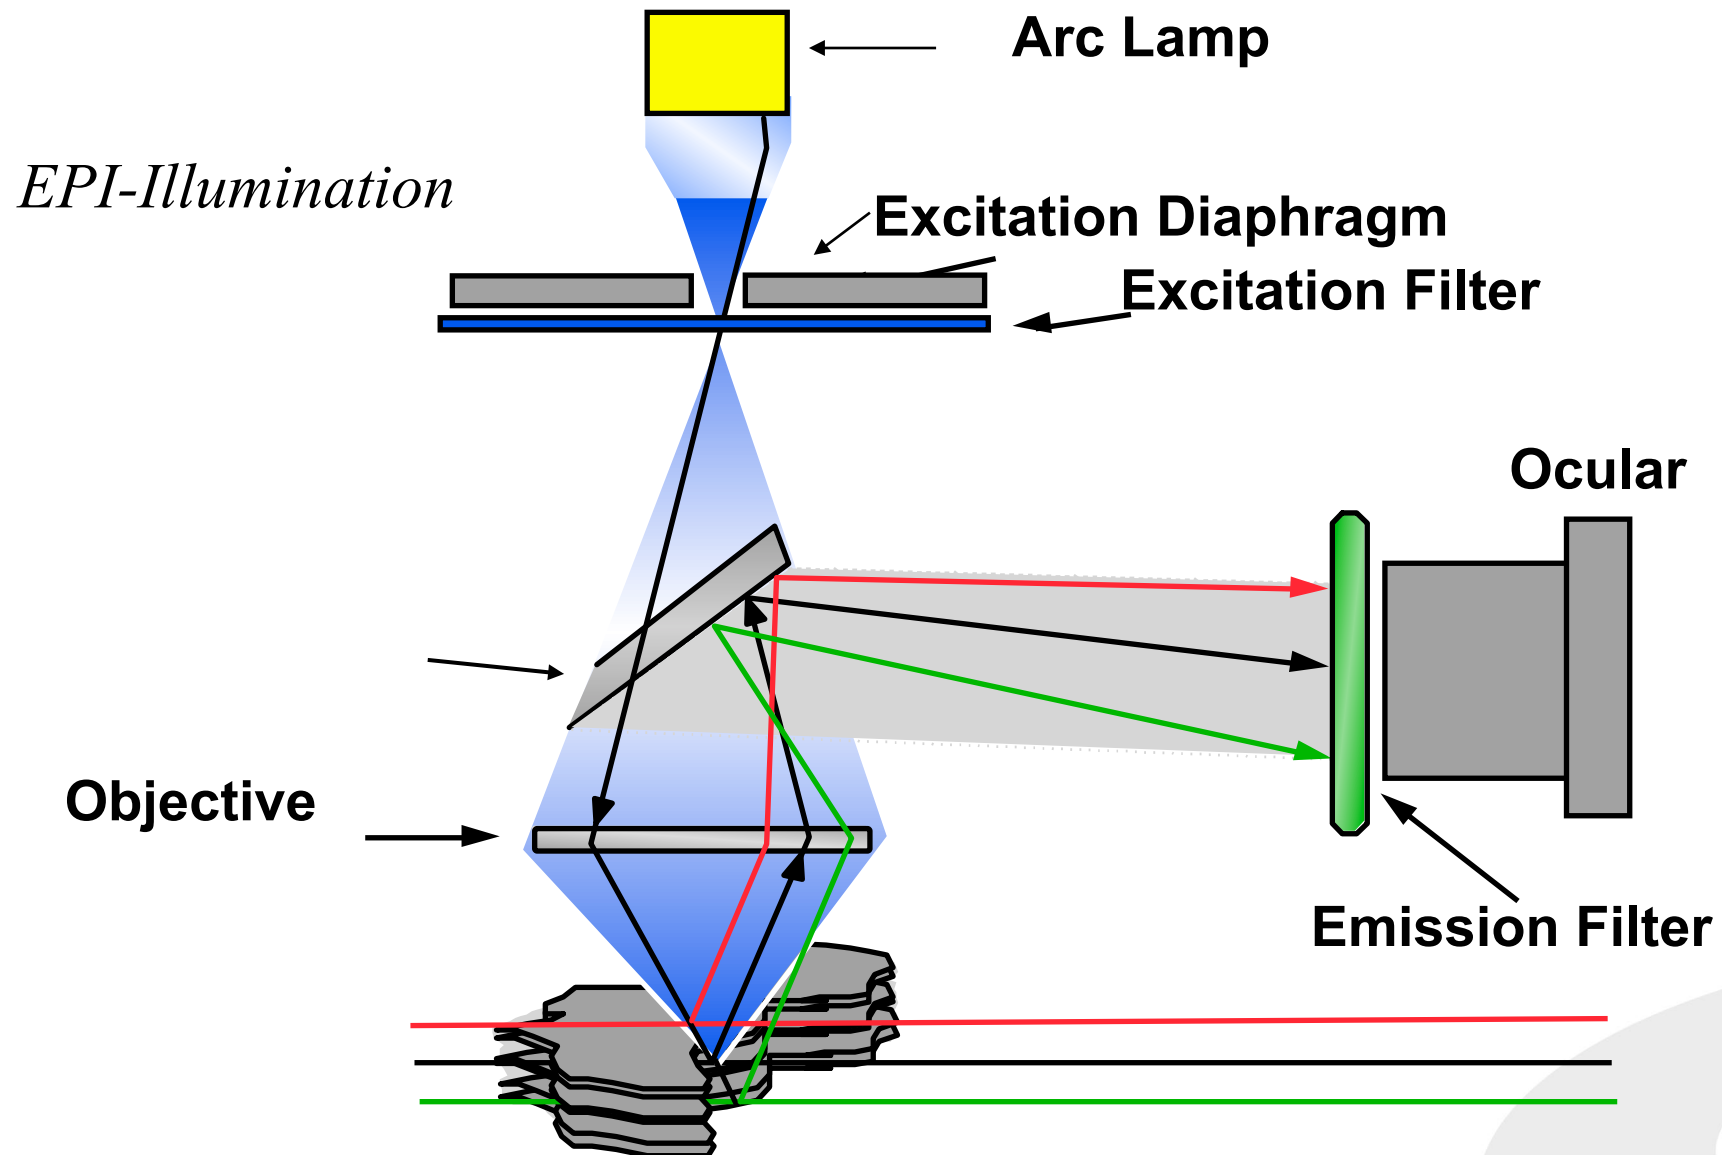 Arc Lamp
EPI-Illumination
Excitation Diaphragm
Excitation Filter
Ocular
Objective
Emission Filter